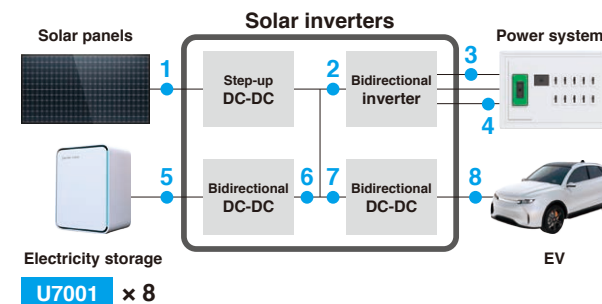 Solar inverters
Solar panels
Power system
1
Step-up
DC-DC
2
Bidirectional
inverter
3
4
5
Bidirectional
DC-DC
6
7
Bidirectional
DC-DC
8
Electricity storage
EV
U7001 × 8